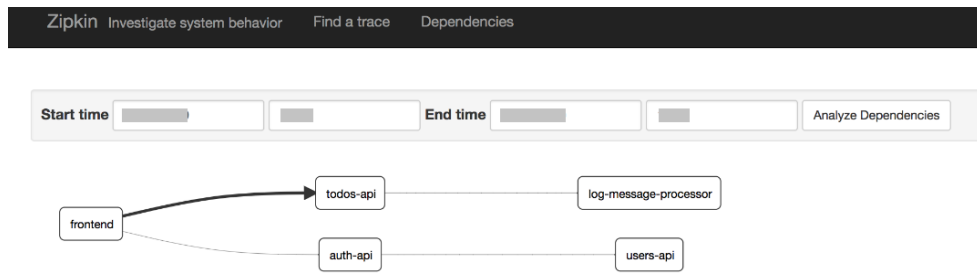 Zipkin Investigate system behavior Find a trace Dependencies
Start time End time Analyze Dependencies
todos-api log-message-processor
frontend
auth-api users-api